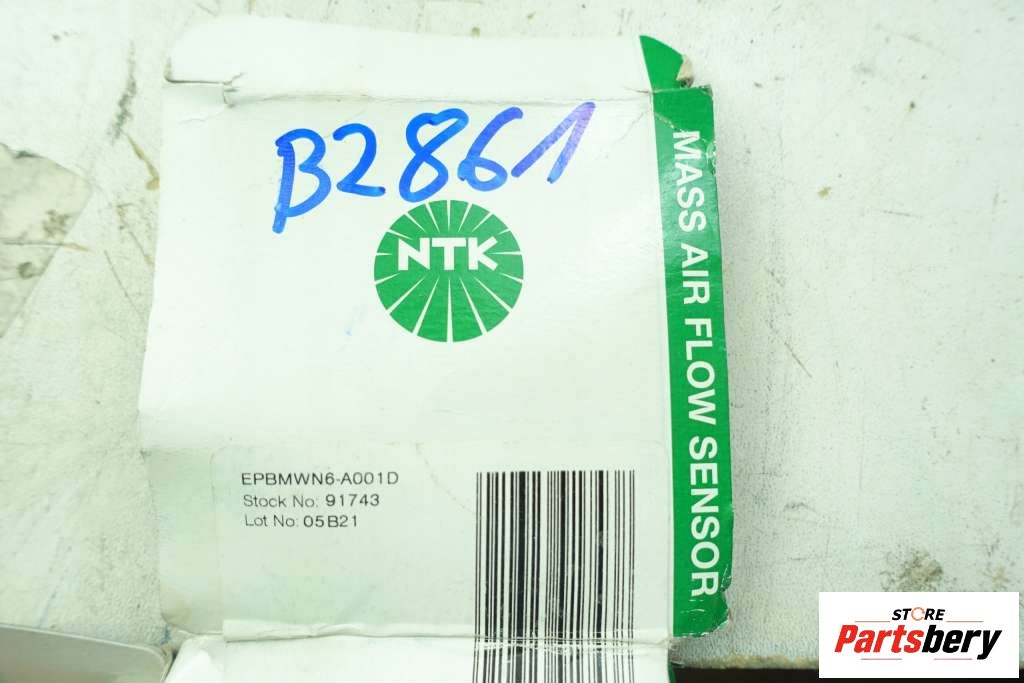 B2861
NTK
MASS AIR FLOW SENSOR
EPBMWN6-A001D
Stock No: 91743
Lot No: 05B21
STORE
Partsbery